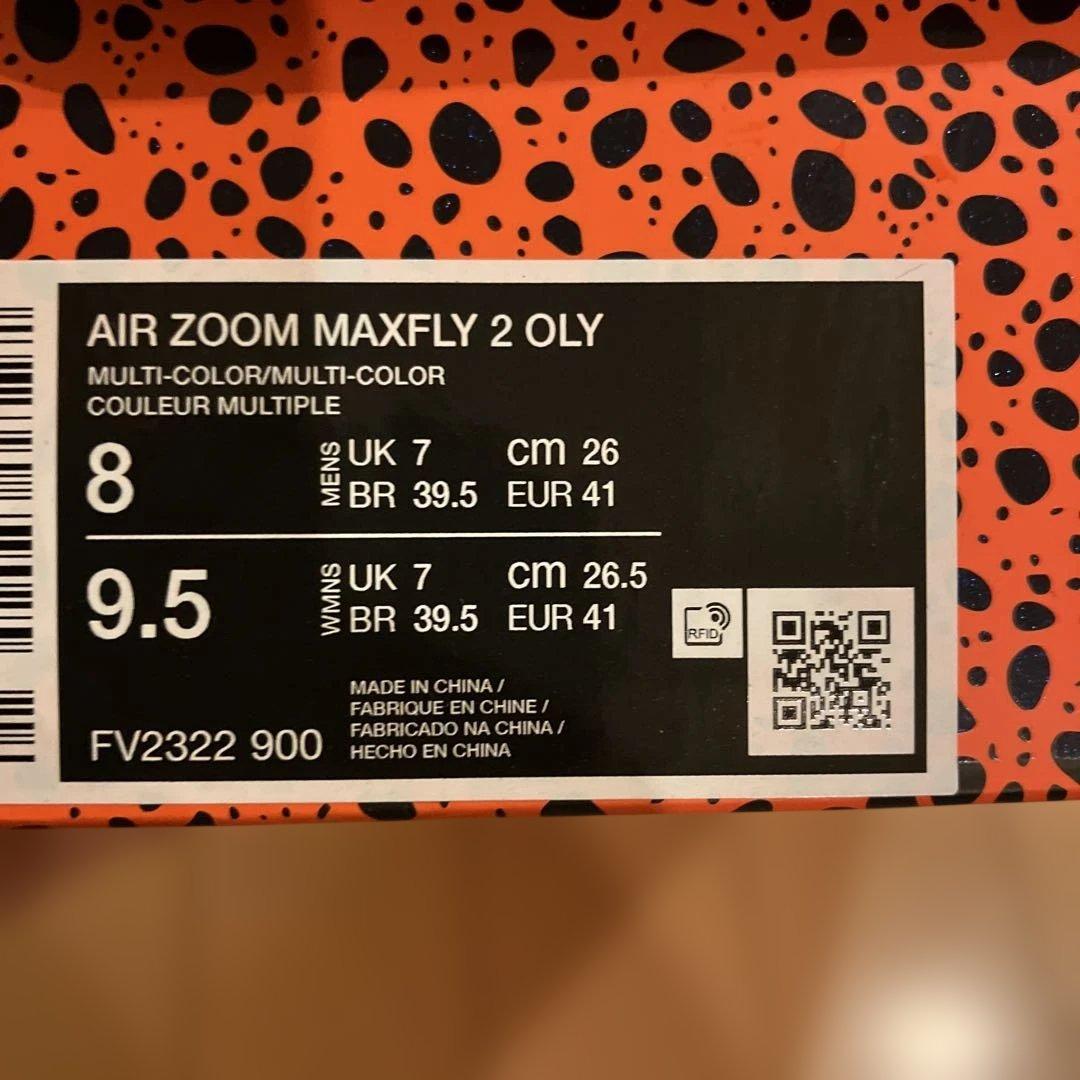 AIR ZOOM MAXFLY 2 OLY
MULTI-COLOR/MULTI-COLOR
COULEUR MULTIPLE
8 MENS UK 7 cm 26
BR 39.5 EUR 41
9.5 WMNS UK 7 cm 26.5
BR 39.5 EUR 41
RFID
MADE IN CHINA /
FABRIQUE EN CHINE /
FABRICADO NA CHINA /
HECHO EN CHINA
FV2322 900